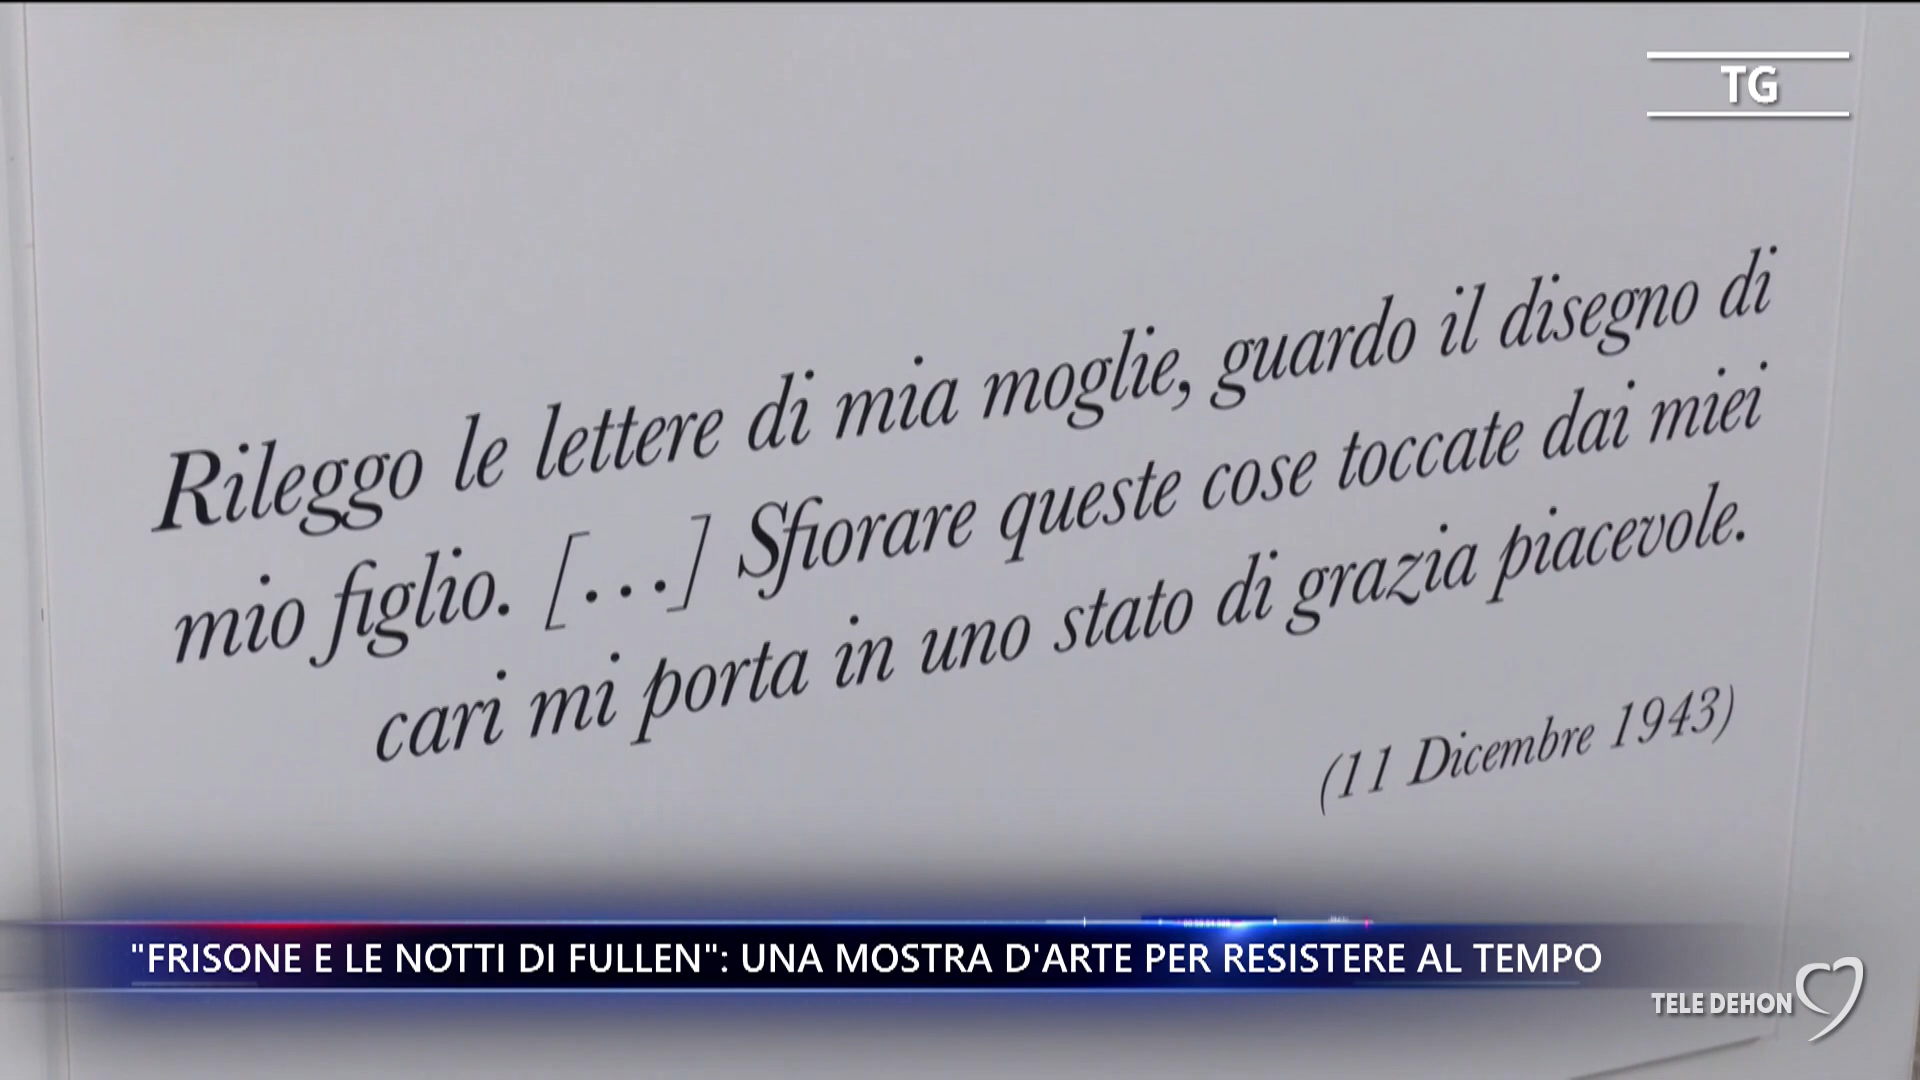 TG
Rileggo le lettere di mia moglie, guardo il disegno di
mio figlio. [...] Sfiorare queste cose toccate dai miei
cari mi porta in uno stato di grazia piacevole.
(11 Dicembre 1943)
"FRISONE E LE NOTTI DI FULLEN": UNA MOSTRA D'ARTE PER RESISTERE AL TEMPO
TELE DEHON